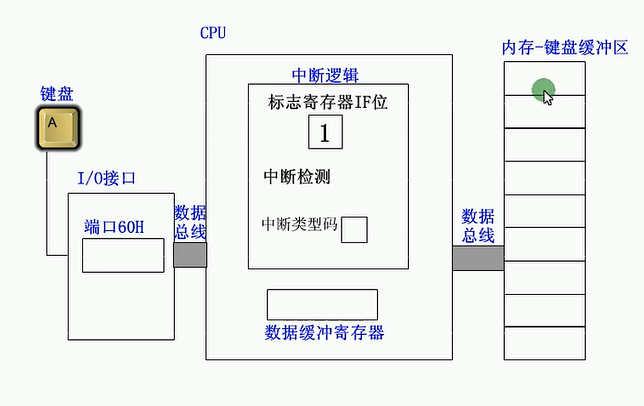 CPU
内存-键盘缓冲区
中断逻辑
键盘
标志寄存器IF位
A
1
I/O接口
中断检测
数据
总线
数据
总线
端口60H
中断类型码
数据缓冲寄存器